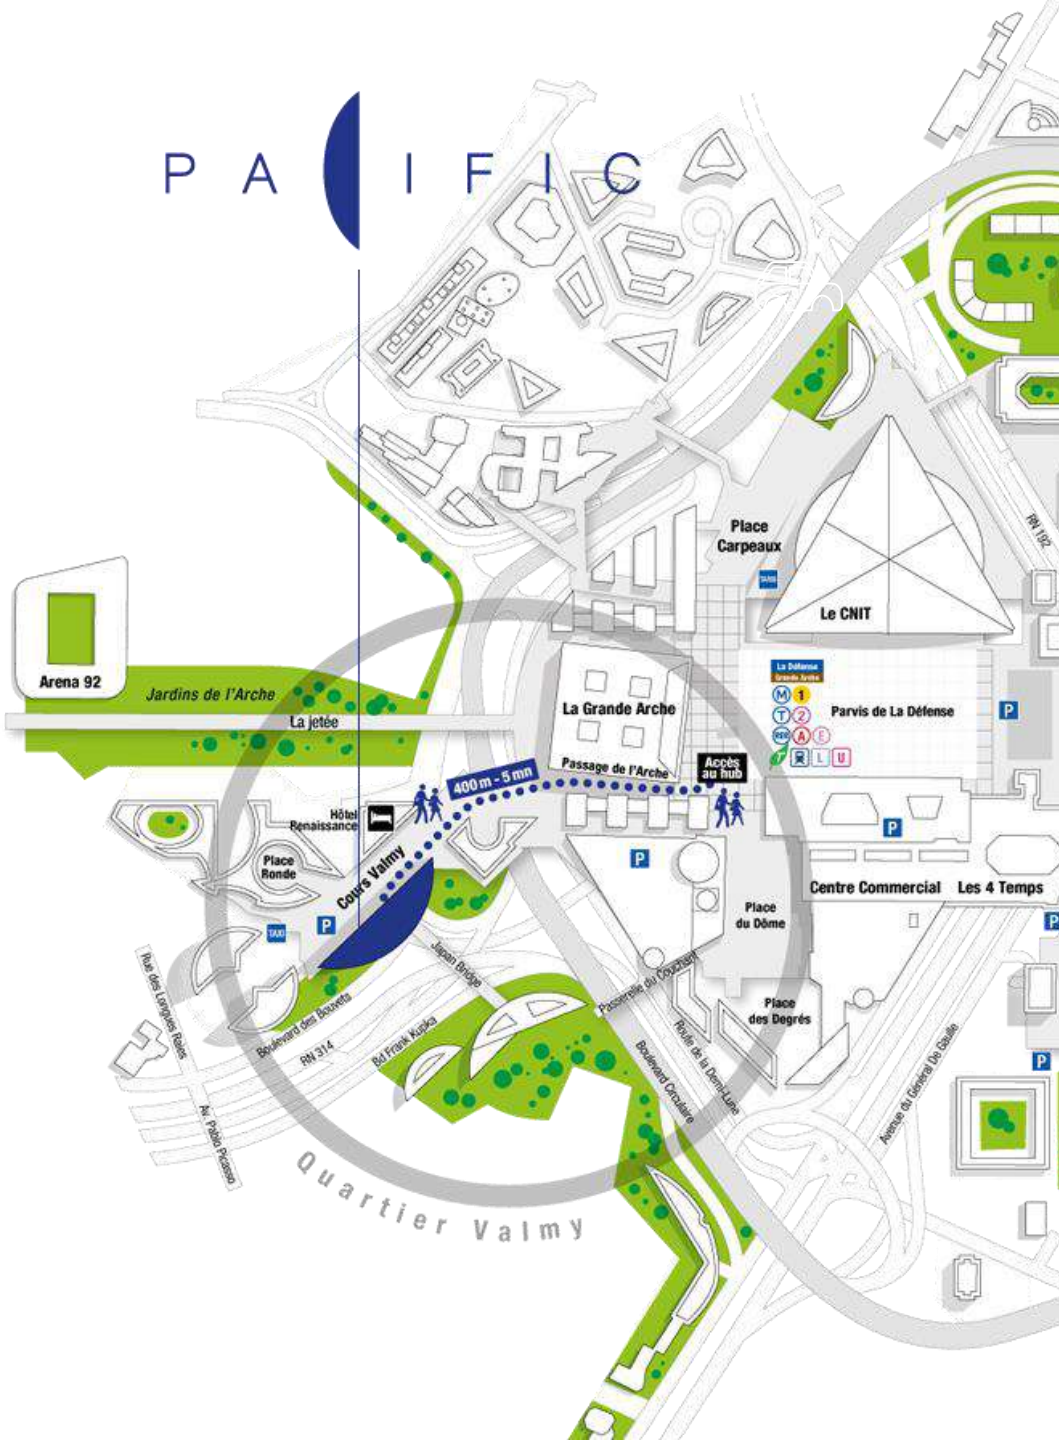 PACIFIC
RN 192
Place
Carpeaux
TAXIS
Le CNIT
Arena 92
Jardins de l'Arche
La jetée
La Grande Arche
La Défense
Grande Arche
M 1
T 2
RER A E
L U
Parvis de La Défense
P
Passage de l'Arche
Accès
au hub
400 m - 5 mn
Hôtel
Renaissance
Place
Ronde
Cours Valmy
P
P
P
TAXI
Centre Commercial Les 4 Temps
Place
du Dôme
P
Rue des Longues Raies
Japan Bridge
Passerelle du Couchant
Boulevard des Bouvets
RN 314
Bd Frank Kupka
Place
des Degrés
Route de la Demi-Lune
Boulevard Circulaire
Avenue du Général De Gaulle
P
Av. Pablo Picasso
Quartier Valmy